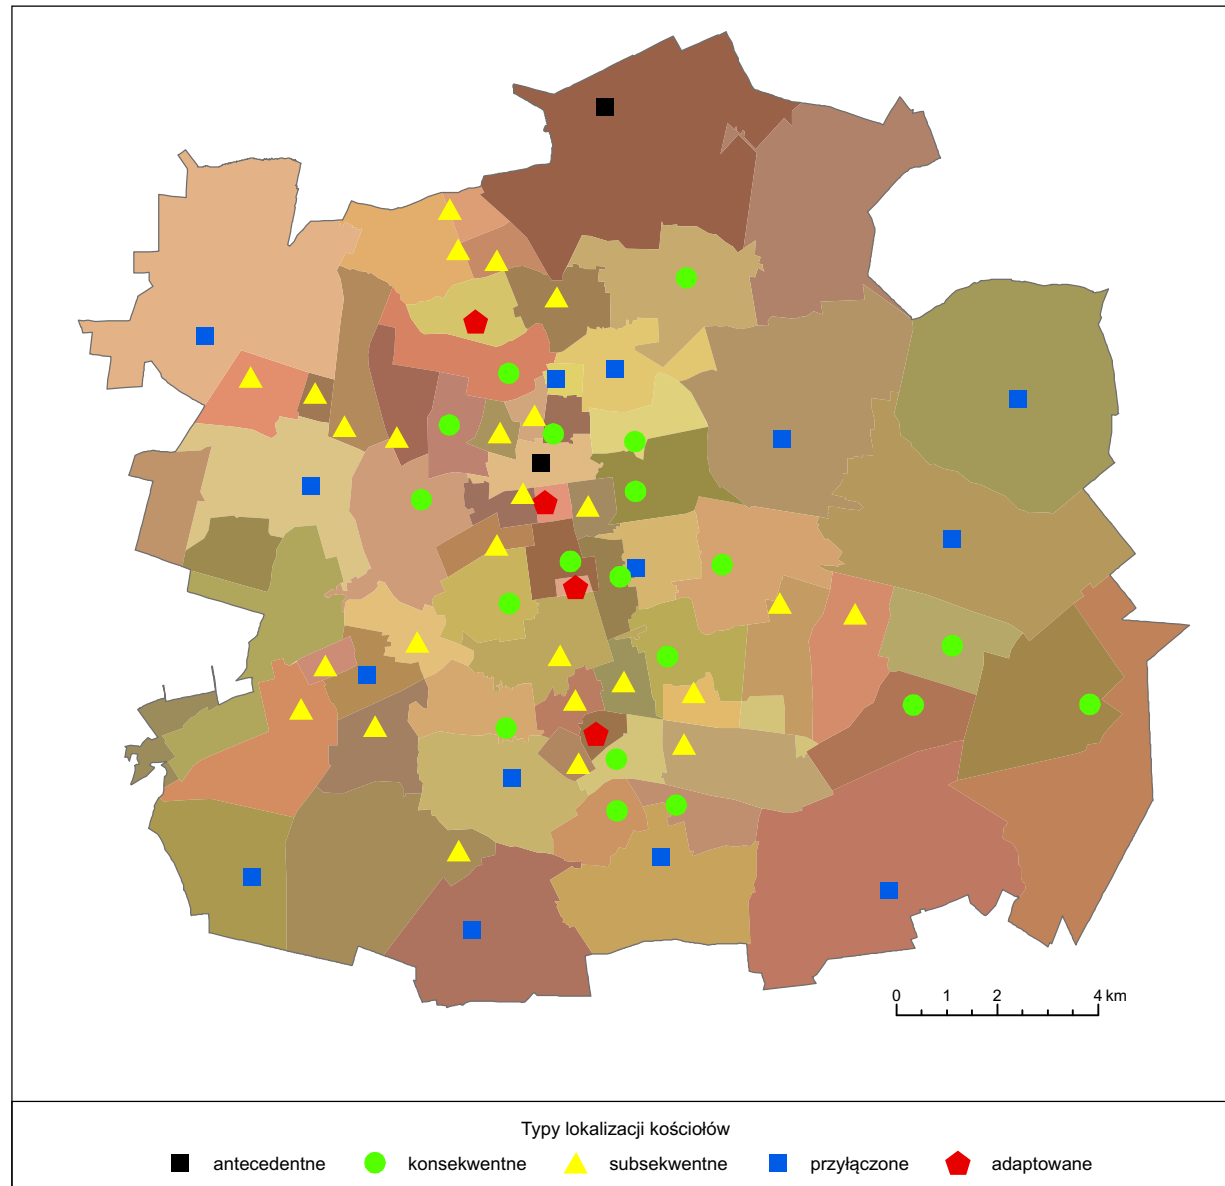 0 1 2 4 km
Typy lokalizacji kościołów
antecedentne konsekwentne subsekwentne przyłączone adaptowane